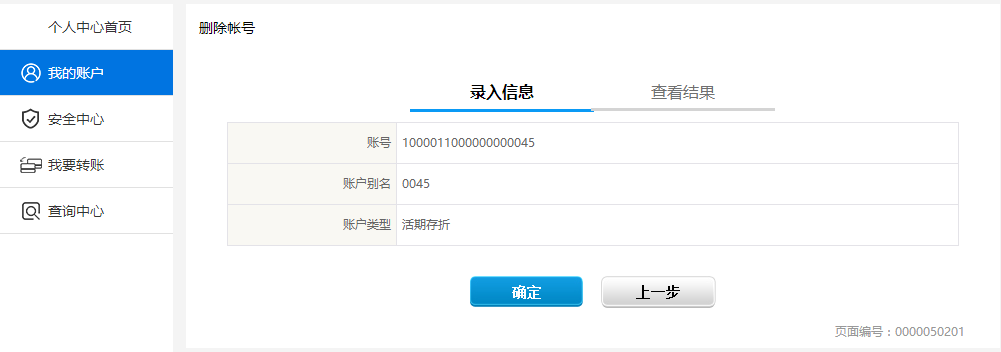 个人中心首页
我的账户
安全中心
我要转账
查询中心
删除帐号
录入信息 查看结果
账号 1000011000000000045
账户别名 0045
账户类型 活期存折
确定 上一步
页面编号：0000050201